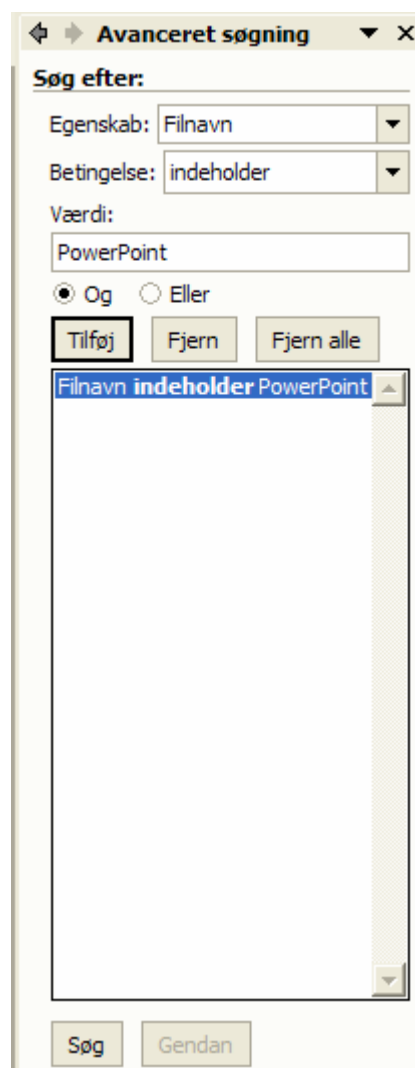 Avanceret søgning
Søg efter:
Egenskab: Filnavn
Betingelse: indeholder
Værdi:
PowerPoint
Og Eller
Tilføj Fjern Fjern alle
Filnavn indeholder PowerPoint
Søg Gendan